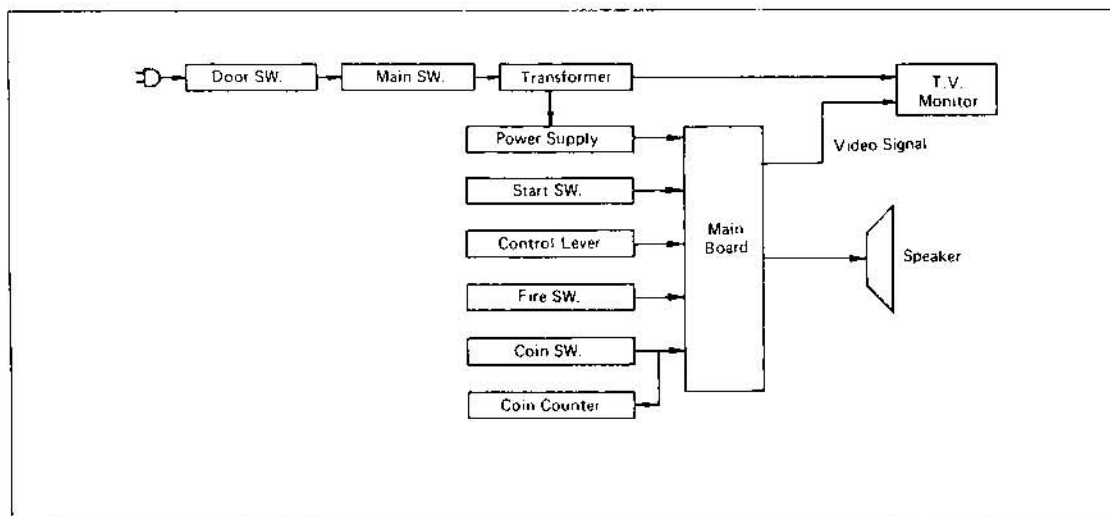 Door SW.
Main SW.
Transformer
T.V.
Monitor
Power Supply
Video Signal
Start SW.
Main
Board
Control Lever
Speaker
Fire SW.
Coin SW.
Coin Counter